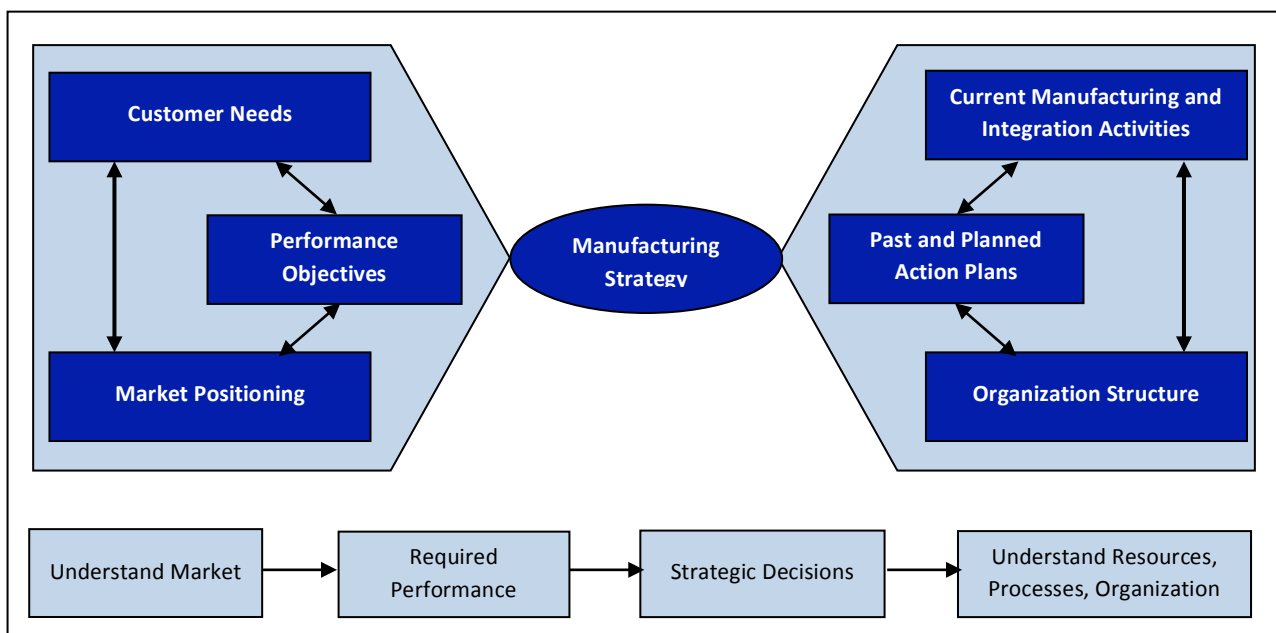 Customer Needs
Performance
Objectives
Market Positioning
Manufacturing
Strategy
Current Manufacturing and
Integration Activities
Past and Planned
Action Plans
Organization Structure
Understand Market
Required
Performance
Strategic Decisions
Understand Resources,
Processes, Organization